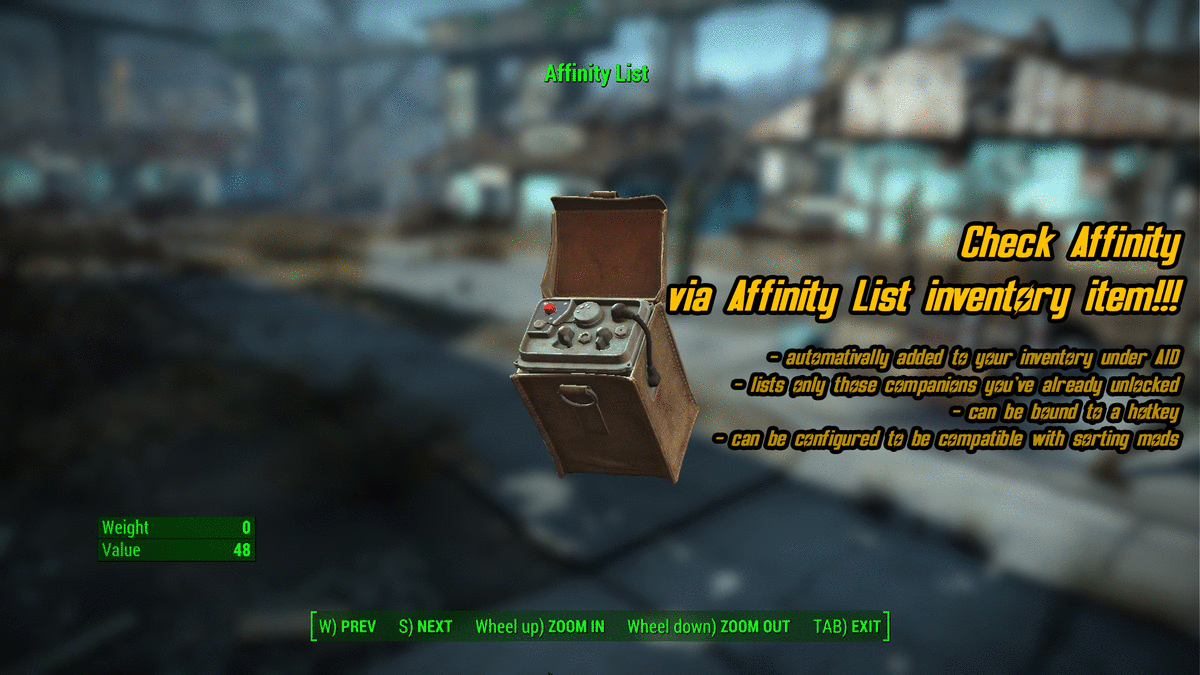 Affinity List
Check Affinity
via Affinity List inventory item!!!
- automativally added to your inventory under AID
- lists only those companions you've already unlocked
- can be bound to a hotkey
- can be configured to be compatible with sorting mods
Weight 0
Value 48
W) PREV S) NEXT Wheel up) ZOOM IN Wheel down) ZOOM OUT TAB) EXIT